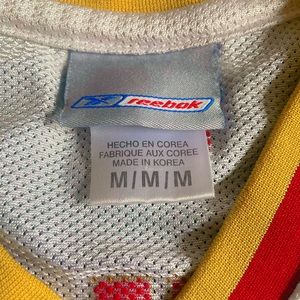 Reebok
HECHO EN COREA
FABRIQUE AUX COREE
MADE IN KOREA
M/M/M